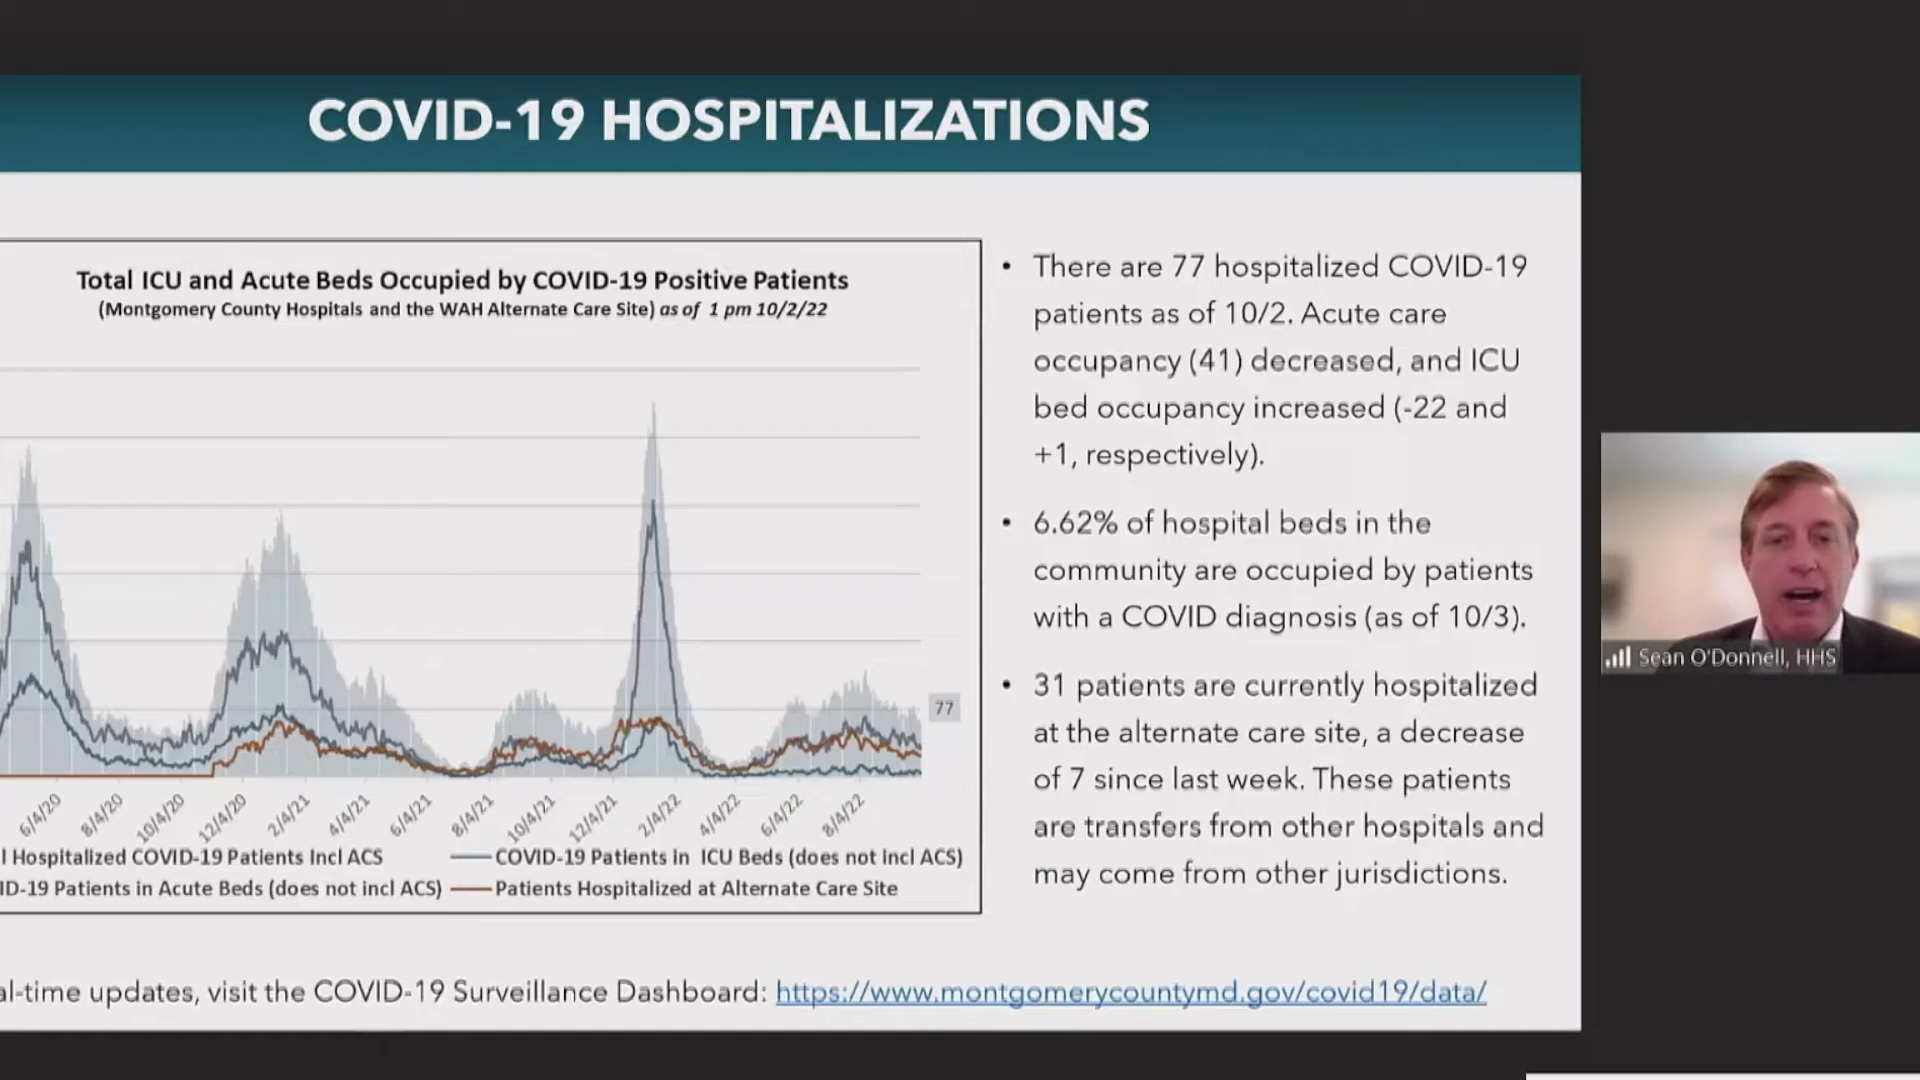 COVID-19 HOSPITALIZATIONS
Total ICU and Acute Beds Occupied by COVID-19 Positive Patients
(Montgomery County Hospitals and the WAH Alternate Care Site) as of 1 pm 10/2/22
77
6/4/20 8/4/20 10/4/20 12/4/20 2/4/21 4/4/21 6/4/21 8/4/21 10/4/21 12/4/21 2/4/22 4/4/22 6/4/22 8/4/22
l Hospitalized COVID-19 Patients Incl ACS
COVID-19 Patients in ICU Beds (does not incl ACS)
ID-19 Patients in Acute Beds (does not incl ACS)
Patients Hospitalized at Alternate Care Site
• There are 77 hospitalized COVID-19
patients as of 10/2. Acute care
occupancy (41) decreased, and ICU
bed occupancy increased (-22 and
+1, respectively).
• 6.62% of hospital beds in the
community are occupied by patients
with a COVID diagnosis (as of 10/3).
• 31 patients are currently hospitalized
at the alternate care site, a decrease
of 7 since last week. These patients
are transfers from other hospitals and
may come from other jurisdictions.
al-time updates, visit the COVID-19 Surveillance Dashboard: https://www.montgomerycountymd.gov/covid19/data/
Sean O'Donnell, HHS